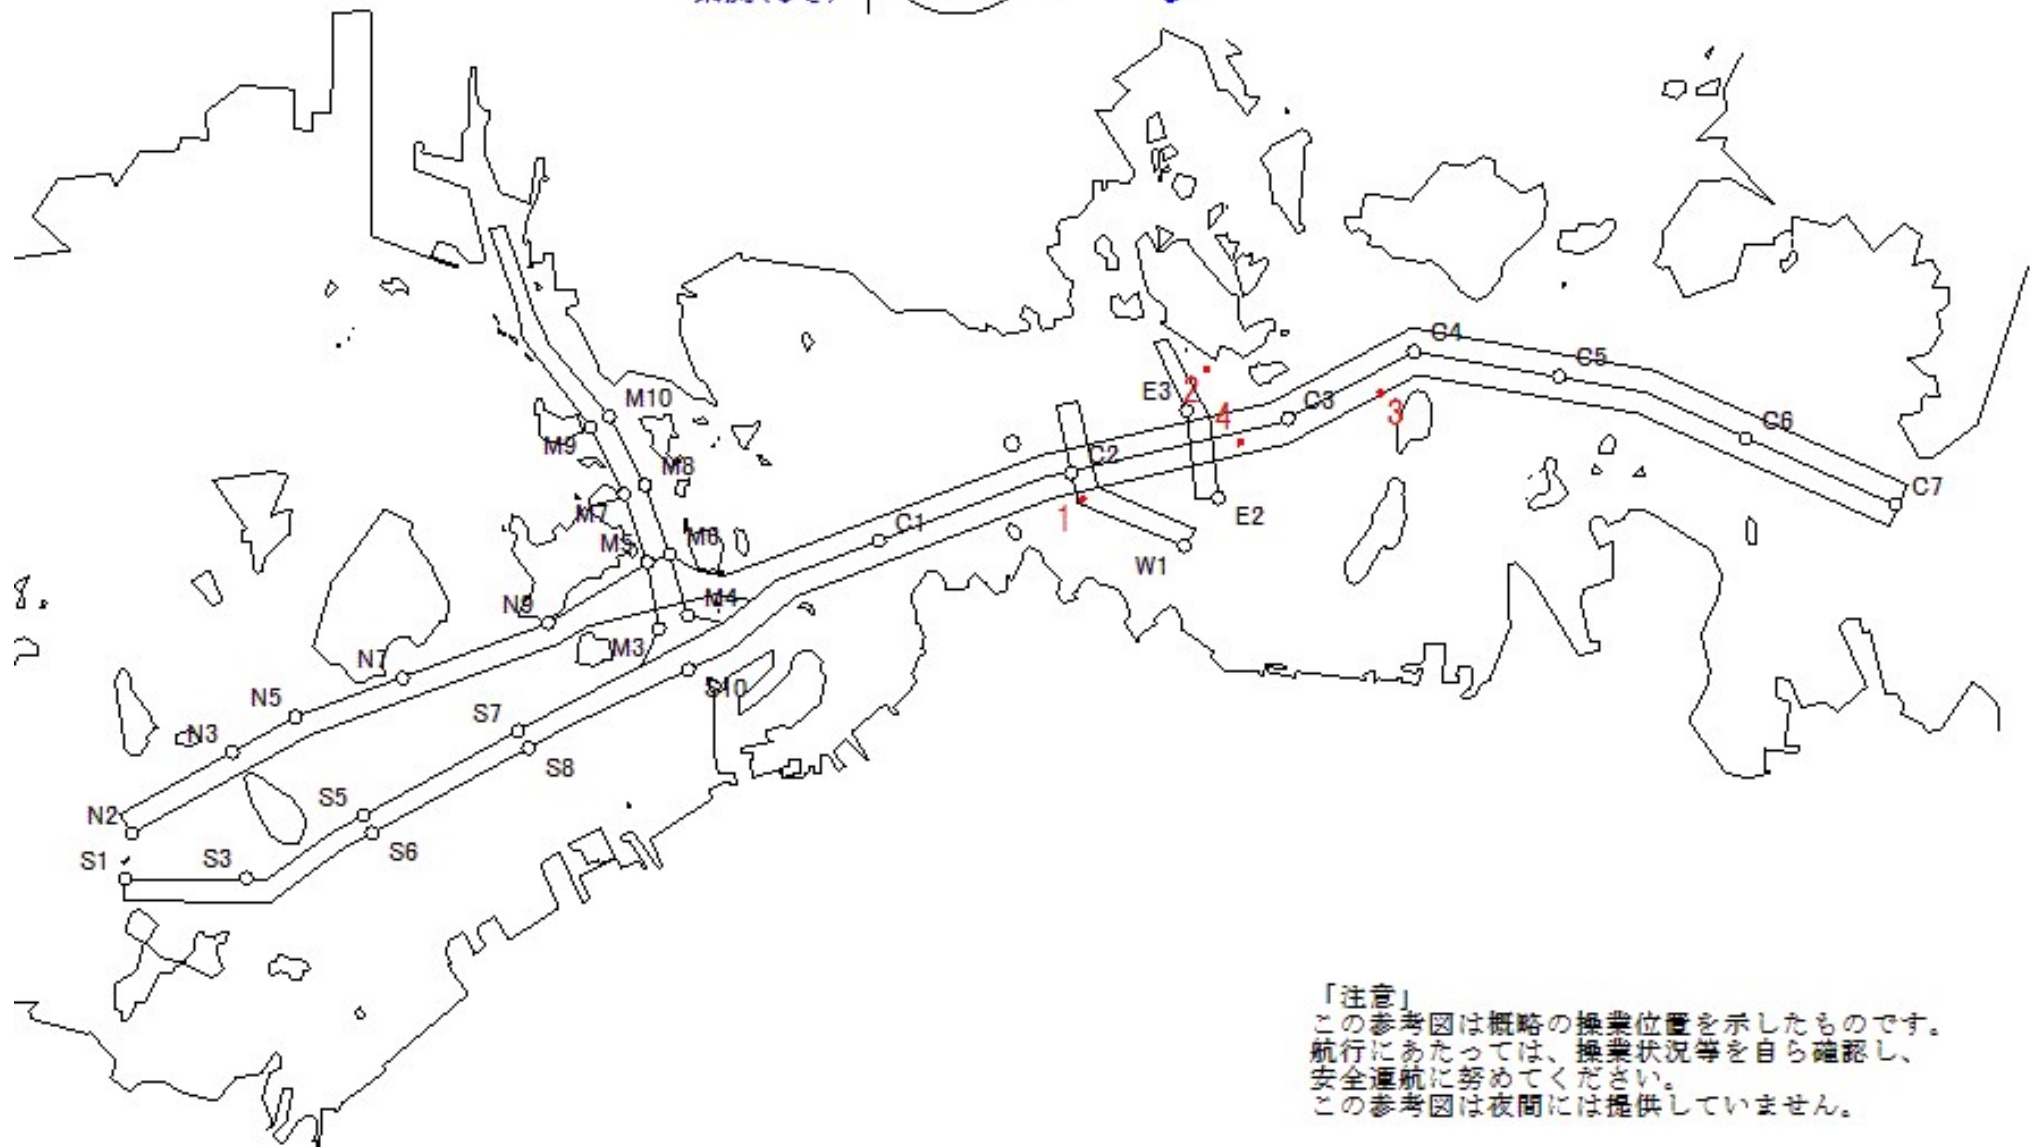 C4
C5
M10
E3
2
4
C3
3
M9
C6
C2
M8
C7
M7
C1
1
E2
M5
M6
W1
N9
M4
M3
N7
S10
N5
S7
N3
S8
S5
N2
S6
S1
S3
「注意」
この参考図は概略の操業位置を示したものです。
航行にあたっては、操業状況等を自ら確認し、
安全運航に努めてください。
この参考図は夜間には提供していません。